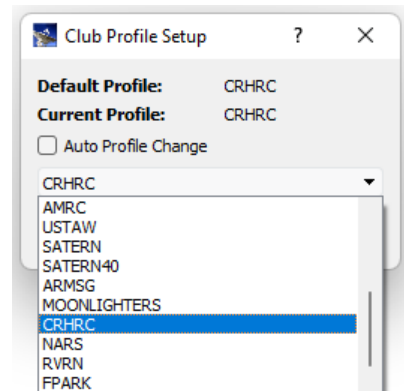 Club Profile Setup ?
Default Profile: CRHRC
Current Profile: CRHRC
Auto Profile Change
CRHRC
AMRC
USTAW
SATERN
SATERN40
ARMSG
MOONLIGHTERS
CRHRC
NARS
RVRN
FPARK